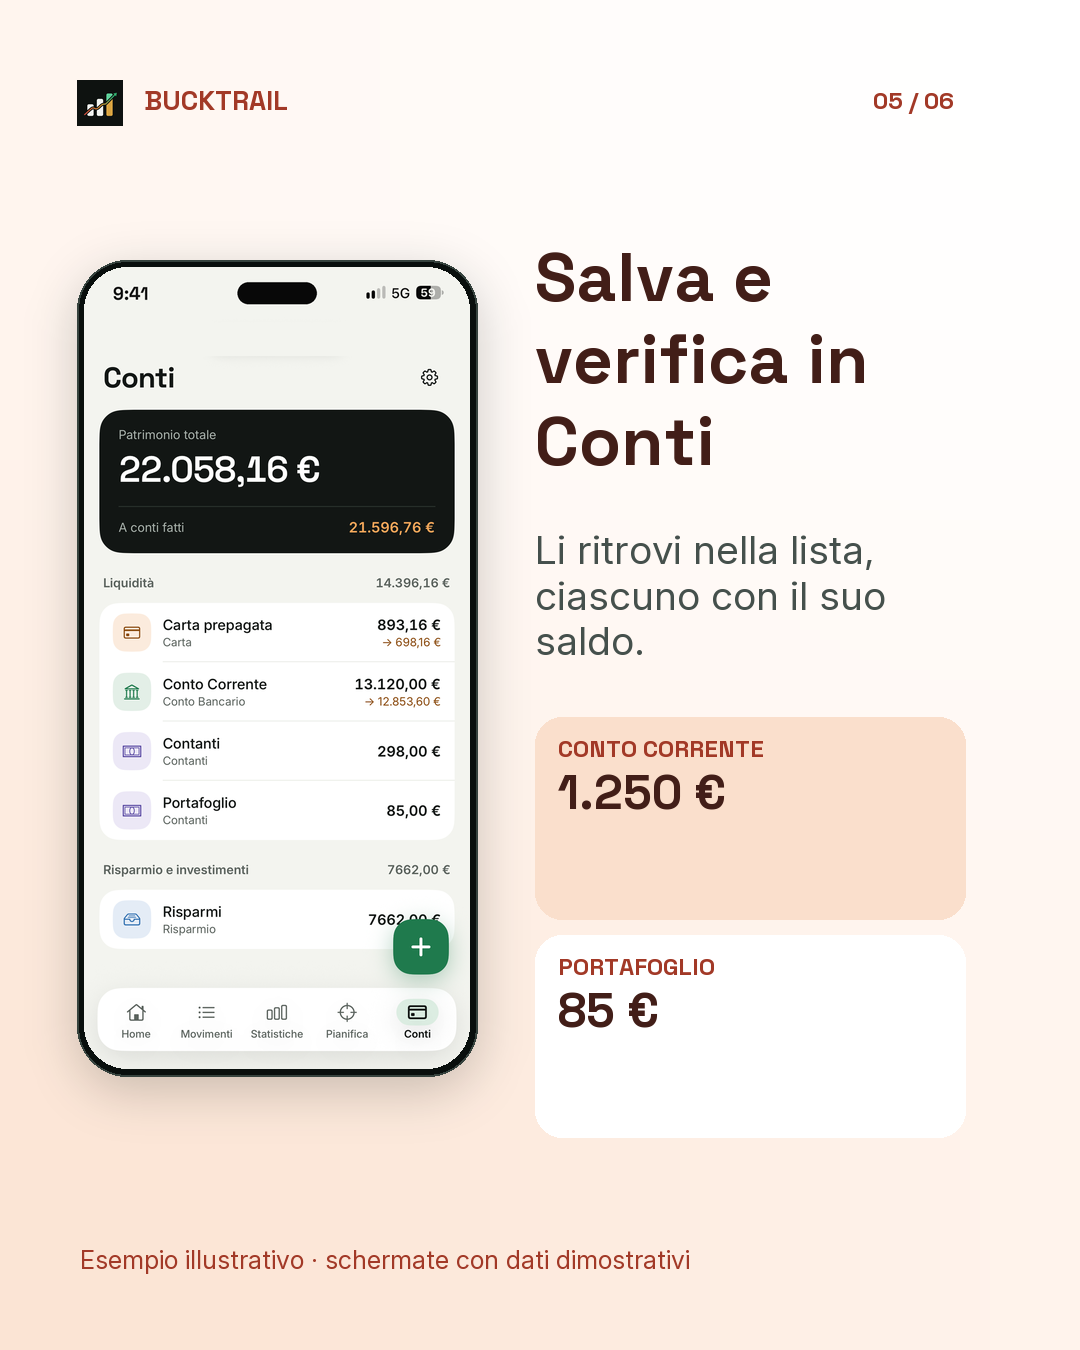 BUCKTRAIL
05 / 06
9:41
5G 59
Conti
Patrimonio totale
22.058,16 €
A conti fatti 21.596,76 €
Liquidità 14.396,16 €
Carta prepagata 893,16 €
Carta → 698,16 €
Conto Corrente 13.120,00 €
Conto Bancario → 12.853,60 €
Contanti 298,00 €
Contanti
Portafoglio 85,00 €
Contanti
Risparmio e investimenti 7662,00 €
Risparmi 7662,00 €
Risparmio
Home Movimenti Statistiche Pianifica Conti
Salva e
verifica in
Conti
Li ritrovi nella lista,
ciascuno con il suo
saldo.
CONTO CORRENTE
1.250 €
PORTAFOGLIO
85 €
Esempio illustrativo · schermate con dati dimostrativi